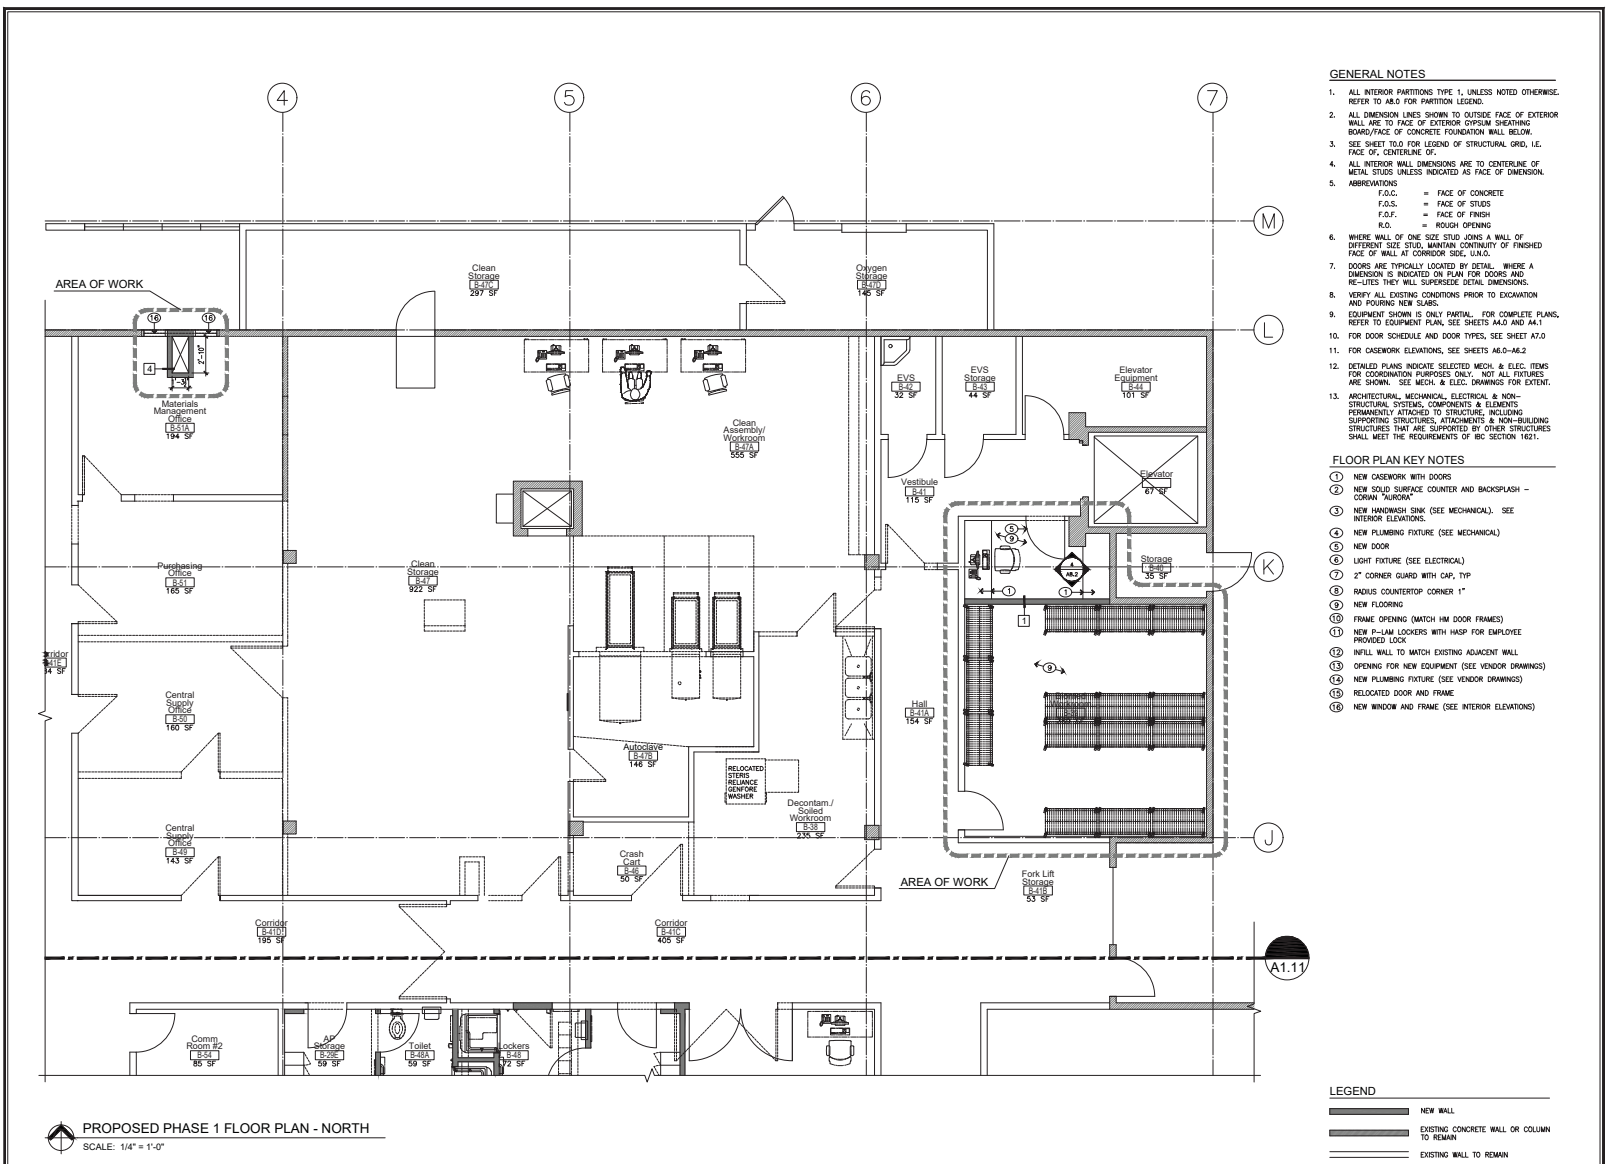 4
5
6
7
M
L
K
J
AREA OF WORK
16
16
2'-10"
4
1'-3"
Materials
Management
Office
B-51A
194 SF
Clean
Storage
B-47C
297 SF
Oxygen
Storage
B-47D
145 SF
Clean
Assembly/
Workroom
B-47A
555 SF
EVS
B-42
32 SF
EVS
Storage
B-43
44 SF
Elevator
Equipment
B-44
101 SF
Elevator
67 SF
Vestibule
B-41
115 SF
5
9
4
A8.2
1
1
1
Storage
B-40
35 SF
Purchasing
Office
B-51
165 SF
Clean
Storage
B-47
922 SF
9
Workroom
Central
Supply
Office
B-50
160 SF
Hall
B-41A
154 SF
Autoclave
B-47B
146 SF
RELOCATED
STERIS
RELIANCE
GENFORE
WASHER
Decontam./
Soiled
Workroom
B-38
235 SF
Central
Supply
Office
B-49
143 SF
Crash
Cart
B-46
50 SF
AREA OF WORK
Fork Lift
Storage
B-41B
53 SF
Corridor
B-41D
195 SF
Corridor
B-41C
405 SF
A1.11
Comm
Room #2
B-54
85 SF
AP
Storage
B-29E
59 SF
Toilet
B-48A
59 SF
Lockers
B-48
72 SF
PROPOSED PHASE 1 FLOOR PLAN - NORTH
SCALE: 1/4" = 1'-0"
GENERAL NOTES
1. ALL INTERIOR PARTITIONS TYPE 1, UNLESS NOTED OTHERWISE.
REFER TO A8.0 FOR PARTITION LEGEND.
2. ALL DIMENSION LINES SHOWN TO OUTSIDE FACE OF EXTERIOR
WALL ARE TO FACE OF EXTERIOR GYPSUM SHEATHING
BOARD/FACE OF CONCRETE FOUNDATION WALL BELOW.
3. SEE SHEET T0.0 FOR LEGEND OF STRUCTURAL GRID, I.E.
FACE OF, CENTERLINE OF.
4. ALL INTERIOR WALL DIMENSIONS ARE TO CENTERLINE OF
METAL STUDS UNLESS INDICATED AS FACE OF DIMENSION.
5. ABBREVIATIONS
F.O.C. = FACE OF CONCRETE
F.O.S. = FACE OF STUDS
F.O.F. = FACE OF FINISH
R.O. = ROUGH OPENING
6. WHERE WALL OF ONE SIZE STUD JOINS A WALL OF
DIFFERENT SIZE STUD, MAINTAIN CONTINUITY OF FINISHED
FACE OF WALL AT CORRIDOR SIDE, U.N.O.
7. DOORS ARE TYPICALLY LOCATED BY DETAIL. WHERE A
DIMENSION IS INDICATED ON PLAN FOR DOORS AND
RE-LITES THEY WILL SUPERSEDE DETAIL DIMENSIONS.
8. VERIFY ALL EXISTING CONDITIONS PRIOR TO EXCAVATION
AND POURING NEW SLABS.
9. EQUIPMENT SHOWN IS ONLY PARTIAL. FOR COMPLETE PLANS,
REFER TO EQUIPMENT PLAN, SEE SHEETS A4.0 AND A4.1
10. FOR DOOR SCHEDULE AND DOOR TYPES, SEE SHEET A7.0
11. FOR CASEWORK ELEVATIONS, SEE SHEETS A6.0-A6.2
12. DETAILED PLANS INDICATE SELECTED MECH. & ELEC. ITEMS
FOR COORDINATION PURPOSES ONLY. NOT ALL FIXTURES
ARE SHOWN. SEE MECH. & ELEC. DRAWINGS FOR EXTENT.
13. ARCHITECTURAL, MECHANICAL, ELECTRICAL & NON-
STRUCTURAL SYSTEMS, COMPONENTS & ELEMENTS
PERMANENTLY ATTACHED TO STRUCTURE, INCLUDING
SUPPORTING STRUCTURES, ATTACHMENTS & NON-BUILDING
STRUCTURES THAT ARE SUPPORTED BY OTHER STRUCTURES
SHALL MEET THE REQUIREMENTS OF IBC SECTION 1621.
FLOOR PLAN KEY NOTES
1 NEW CASEWORK WITH DOORS
2 NEW SOLID SURFACE COUNTER AND BACKSPLASH -
CORIAN "AURORA"
3 NEW HANDWASH SINK (SEE MECHANICAL). SEE
INTERIOR ELEVATIONS.
4 NEW PLUMBING FIXTURE (SEE MECHANICAL)
5 NEW DOOR
6 LIGHT FIXTURE (SEE ELECTRICAL)
7 2" CORNER GUARD WITH CAP, TYP
8 RADIUS COUNTERTOP CORNER 1"
9 NEW FLOORING
10 FRAME OPENING (MATCH HM DOOR FRAMES)
11 NEW P-LAM LOCKERS WITH HASP FOR EMPLOYEE
PROVIDED LOCK
12 INFILL WALL TO MATCH EXISTING ADJACENT WALL
13 OPENING FOR NEW EQUIPMENT (SEE VENDOR DRAWINGS)
14 NEW PLUMBING FIXTURE (SEE VENDOR DRAWINGS)
15 RELOCATED DOOR AND FRAME
16 NEW WINDOW AND FRAME (SEE INTERIOR ELEVATIONS)
LEGEND
NEW WALL
EXISTING CONCRETE WALL OR COLUMN
TO REMAIN
EXISTING WALL TO REMAIN